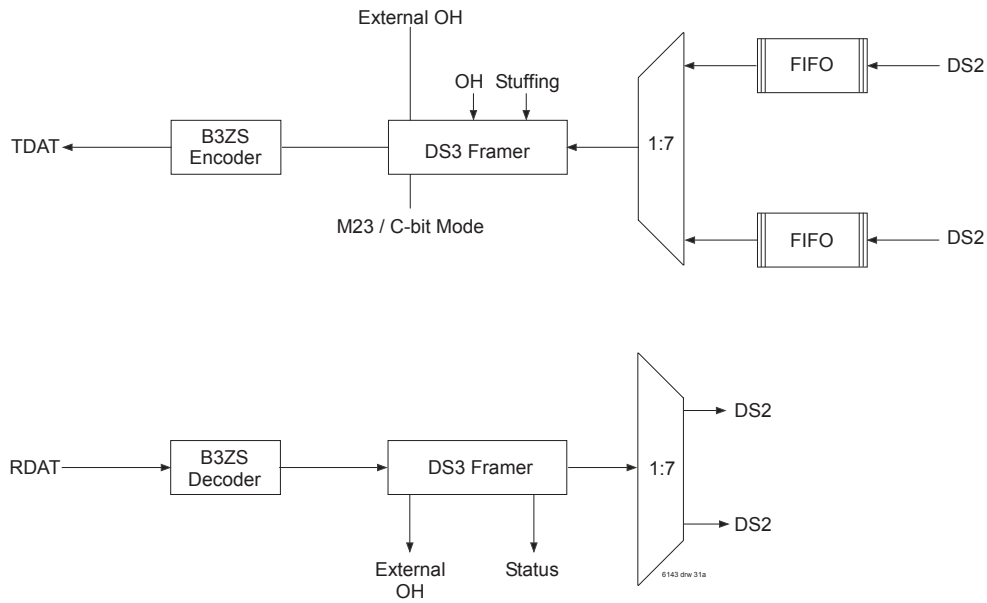 External OH
OH Stuffing
FIFO
DS2
TDAT
B3ZS
Encoder
DS3 Framer
1:7
M23 / C-bit Mode
FIFO
DS2
DS2
RDAT
B3ZS
Decoder
DS3 Framer
1:7
DS2
External
OH
Status
6143 drw 31a